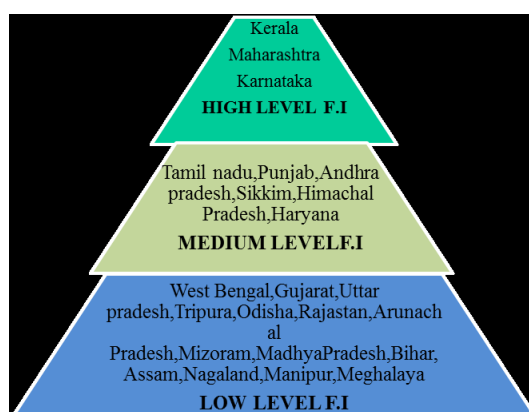 Kerala
Maharashtra
Karnataka
HIGH LEVEL F.I
Tamil nadu,Punjab,Andhra
pradesh,Sikkim,Himachal
Pradesh,Haryana
MEDIUM LEVELF.I
West Bengal,Gujarat,Uttar
pradesh,Tripura,Odisha,Rajastan,Arunach
al
Pradesh,Mizoram,MadhyaPradesh,Bihar,
Assam,Nagaland,Manipur,Meghalaya
LOW LEVEL F.I